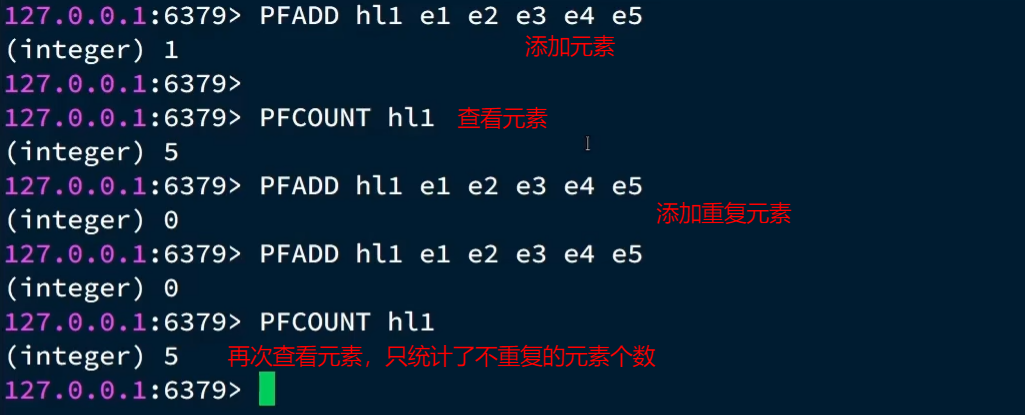 127.0.0.1:6379> PFADD hl1 e1 e2 e3 e4 e5
(integer) 1 添加元素
127.0.0.1:6379>
127.0.0.1:6379> PFCOUNT hl1 查看元素
(integer) 5
127.0.0.1:6379> PFADD hl1 e1 e2 e3 e4 e5
(integer) 0 添加重复元素
127.0.0.1:6379> PFADD hl1 e1 e2 e3 e4 e5
(integer) 0
127.0.0.1:6379> PFCOUNT hl1
(integer) 5 再次查看元素，只统计了不重复的元素个数
127.0.0.1:6379>